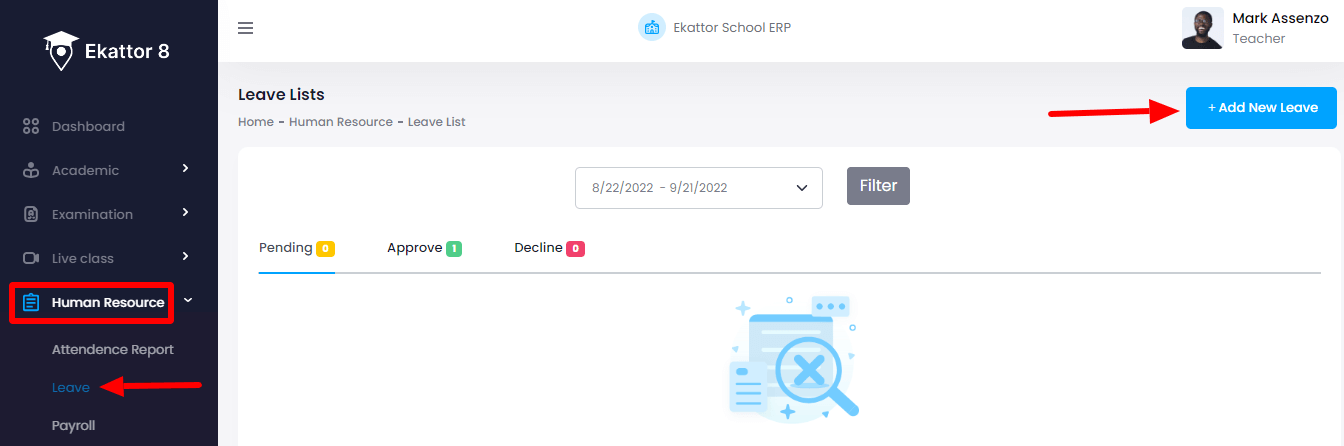 Ekattor 8
Dashboard
Academic
Examination
Live class
Human Resource
Attendence Report
Leave
Payroll
Ekattor School ERP
Mark Assenzo
Teacher
Leave Lists
Home - Human Resource - Leave List
+ Add New Leave
8/22/2022 - 9/21/2022
Filter
Pending 0 Approve 1 Decline 0